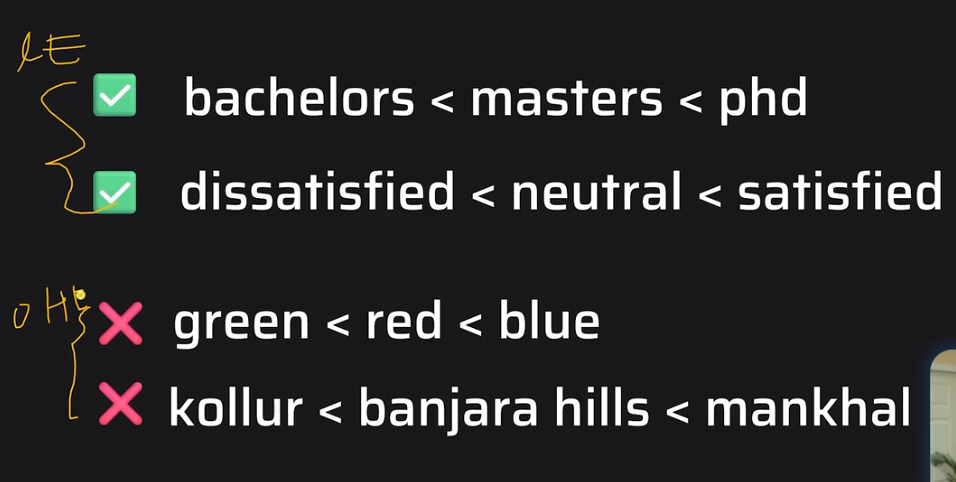 LE
bachelors < masters < phd
dissatisfied < neutral < satisfied
OHE
green < red < blue
kollur < banjara hills < mankhal